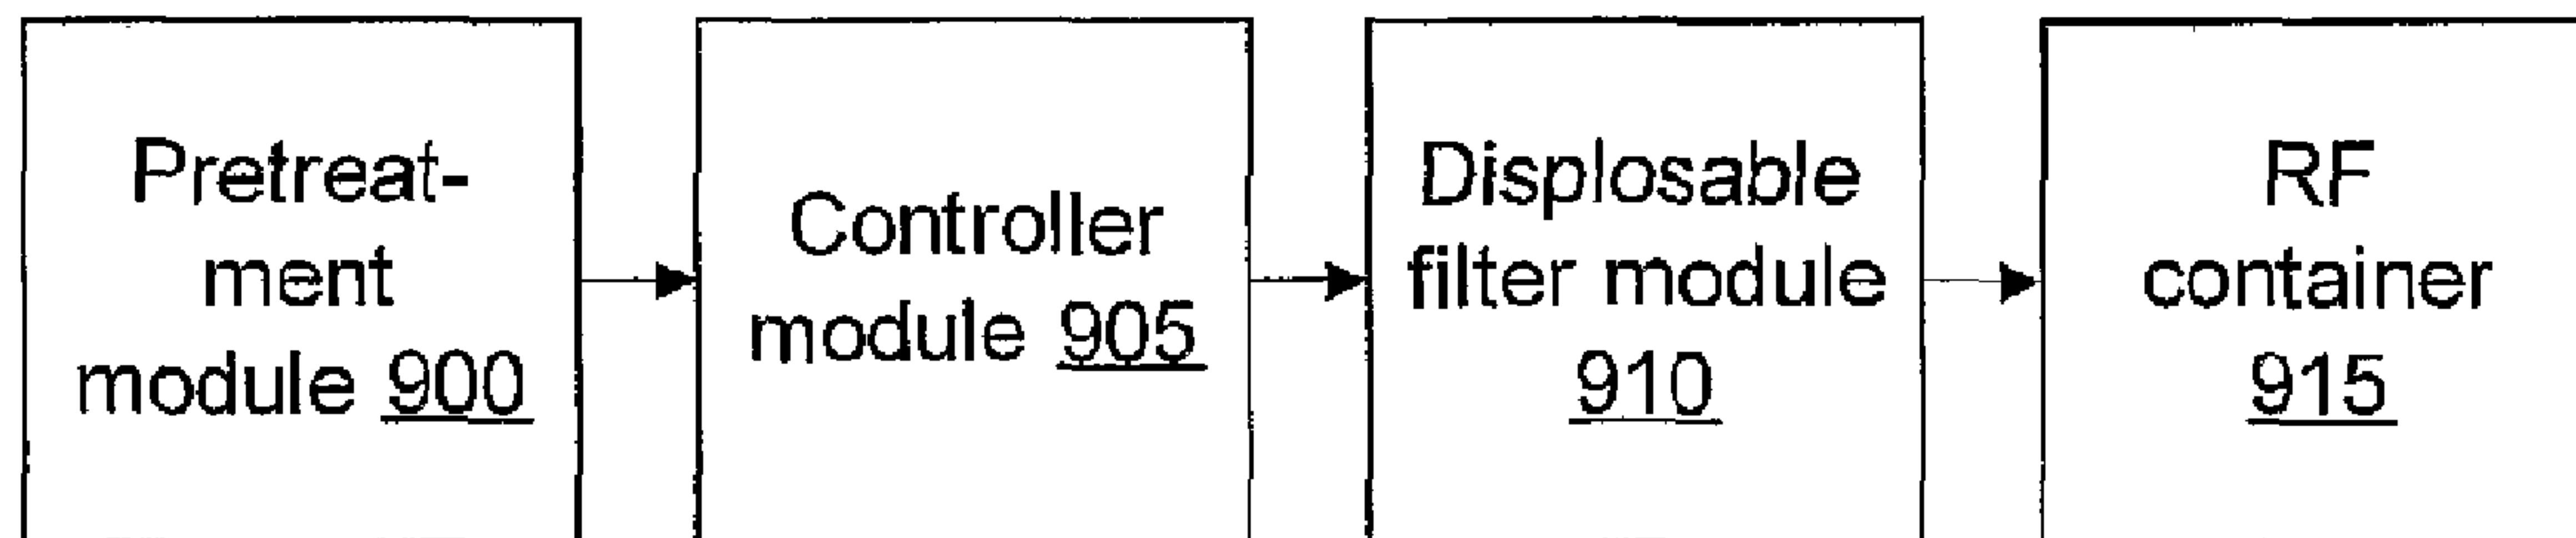 Pretreat-
ment
module 900
Controller
module 905
Displosable
filter module
910
RF
container
915